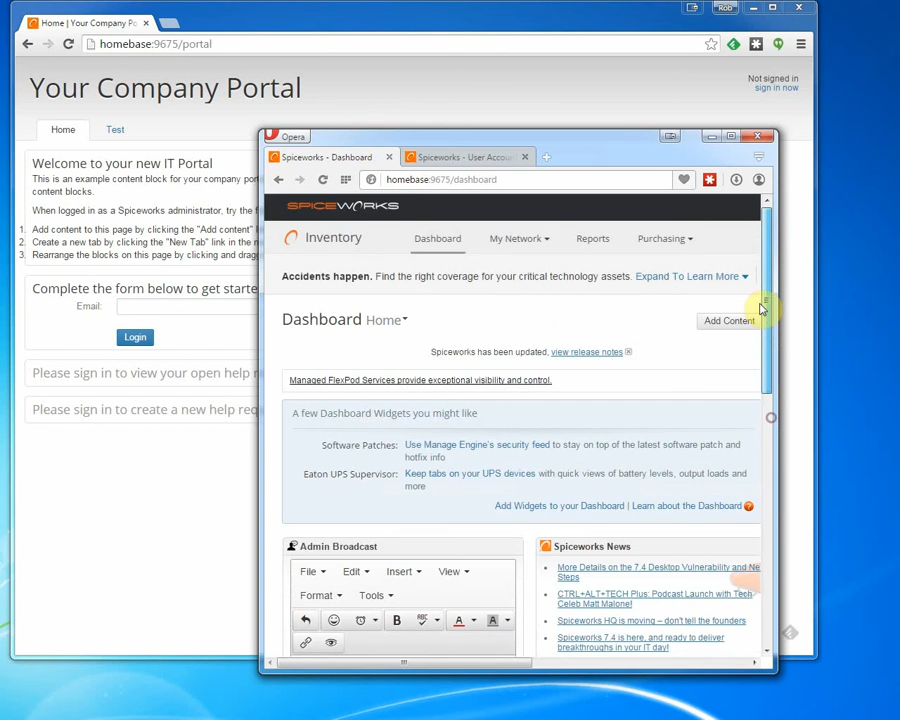 Rob
Home | Your Company Po
homebase:9675/portal
Your Company Portal
Not signed in
sign in now
Home
Test
Welcome to your new IT Portal
This is an example content block for your company por
content blocks.
When logged in as a Spiceworks administrator, try the f
1. Add content to this page by clicking the "Add content"
2. Create a new tab by clicking the "New Tab" link in the m
3. Rearrange the blocks on this page by clicking and dragg
Complete the form below to get starte
Email:
Login
Please sign in to view your open help r
Please sign in to create a new help req
Opera
Spiceworks - Dashboard
Spiceworks - User Accou
homebase:9675/dashboard
SPICEWORKS
Inventory
Dashboard
My Network
Reports
Purchasing
Accidents happen. Find the right coverage for your critical technology assets. Expand To Learn More
Dashboard Home
Add Content
Spiceworks has been updated, view release notes
Managed FlexPod Services provide exceptional visibility and control.
A few Dashboard Widgets you might like
Software Patches: Use Manage Engine's security feed to stay on top of the latest software patch and
hotfix info
Eaton UPS Supervisor: Keep tabs on your UPS devices with quick views of battery levels, output loads and
more
Add Widgets to your Dashboard | Learn about the Dashboard ?
Admin Broadcast
File Edit Insert View
Format Tools
B ABC A A
Spiceworks News
More Details on the 7.4 Desktop Vulnerability and Ne
Steps
CTRL+ALT+TECH Plus: Podcast Launch with Tech
Celeb Matt Malone!
Spiceworks HQ is moving – don't tell the founders
Spiceworks 7.4 is here, and ready to deliver
breakthroughs in your IT day!